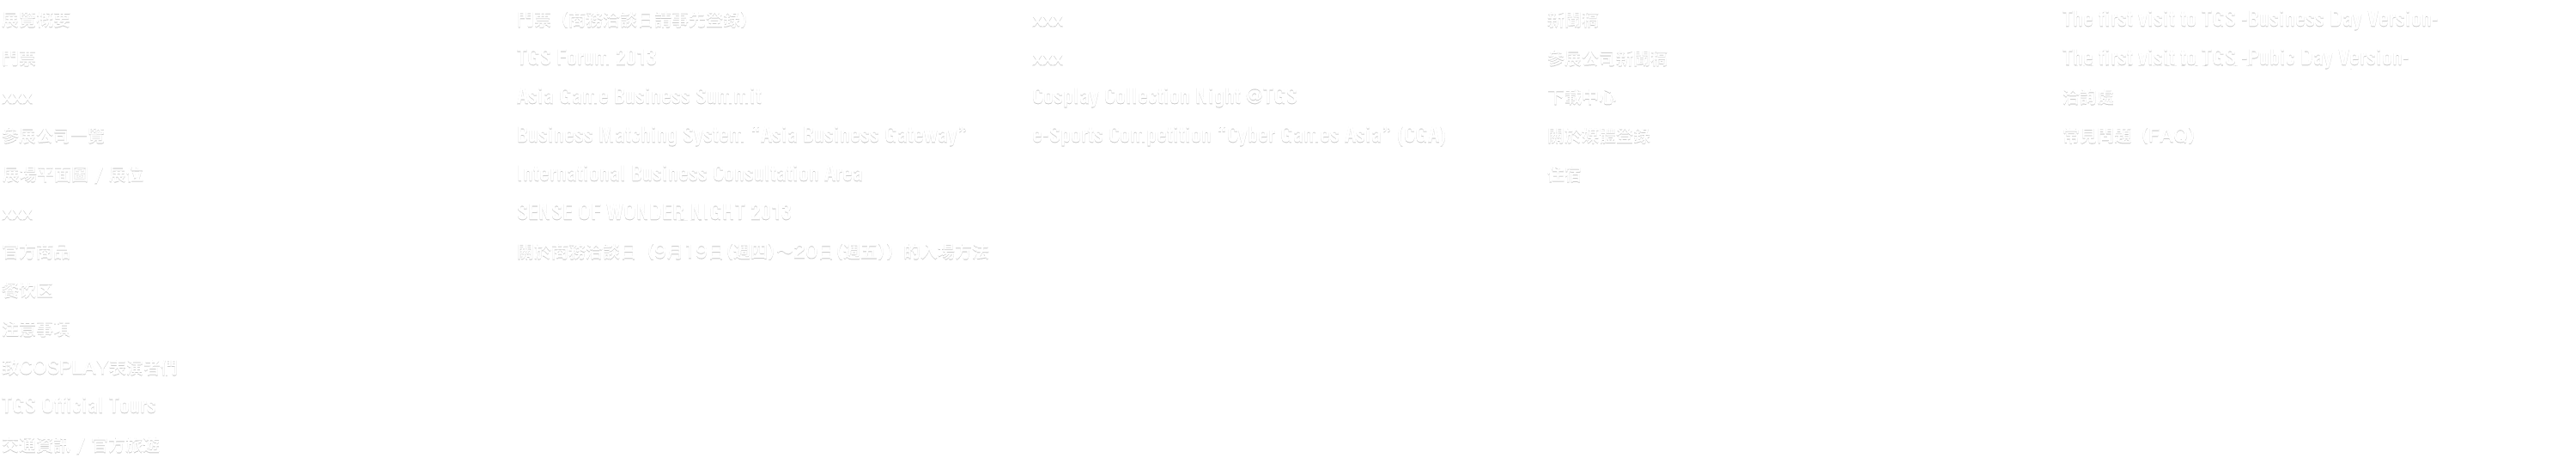 展覽概要
門票
xxx
參展公司一覽
展場平面圖 / 展位
xxx
官方商品
餐飲区
注意事項
致COSPLAY表演者們
TGS Official Tours
交通資訊 / 官方旅遊
門票（商務洽談日請事先登錄）
TGS Forum 2013
Asia Game Business Summit
Business Matching System "Asia Business Gateway"
International Business Consultation Area
SENSE OF WONDER NIGHT 2013
關於商務洽談日（9月19日(週四)～20日(週五)）的入場方法
xxx
xxx
Cosplay Collection Night @TGS
e-Sports Competition "Cyber Games Asia" (CGA)
新聞稿
參展公司新聞稿
下載中心
關於媒體登錄
住宿
The first visit to TGS -Business Day Version-
The first visit to TGS -Pubic Day Version-
洽詢處
常見問題（FAQ）